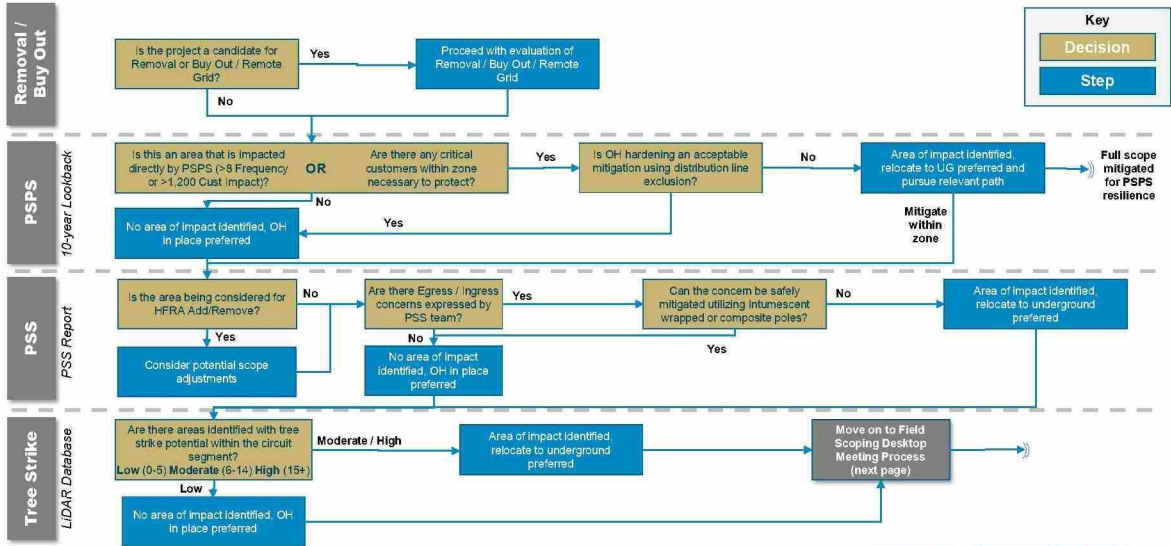 Removal /
Buy Out
Is the project a candidate for
Removal or Buy Out / Remote
Grid?
Yes
Proceed with evaluation of
Removal / Buy Out / Remote
Grid
No
Key
Decision
Step
PSPS
10-year Lookback
Is this an area that is impacted
directly by PSPS (>8 Frequency
or >1,200 Cust Impact)?
OR
Are there any critical
customers within zone
necessary to protect?
Yes
Is OH hardening an acceptable
mitigation using distribution line
exclusion?
No
Area of impact identified,
relocate to UG preferred and
pursue relevant path
Full scope
mitigated
for PSPS
resilience
No
No area of impact identified, OH
in place preferred
Yes
Mitigate
within
zone
PSS
PSS Report
Is the area being considered for
HFRA Add/Remove?
No
Are there Egress / Ingress
concerns expressed by
PSS team?
Yes
Can the concern be safely
mitigated utilizing intumescent
wrapped or composite poles?
No
Area of impact identified,
relocate to underground
preferred
Yes
Consider potential scope
adjustments
No
No area of impact
identified, OH in place
preferred
Yes
Tree Strike
LiDAR Database
Are there areas identified with tree
strike potential within the circuit
segment?
Low (0-5) Moderate (6-14) High (15+)
Moderate / High
Area of impact identified,
relocate to underground
preferred
Move on to Field
Scoping Desktop
Meeting Process
(next page)
Low
No area of impact identified, OH
in place preferred